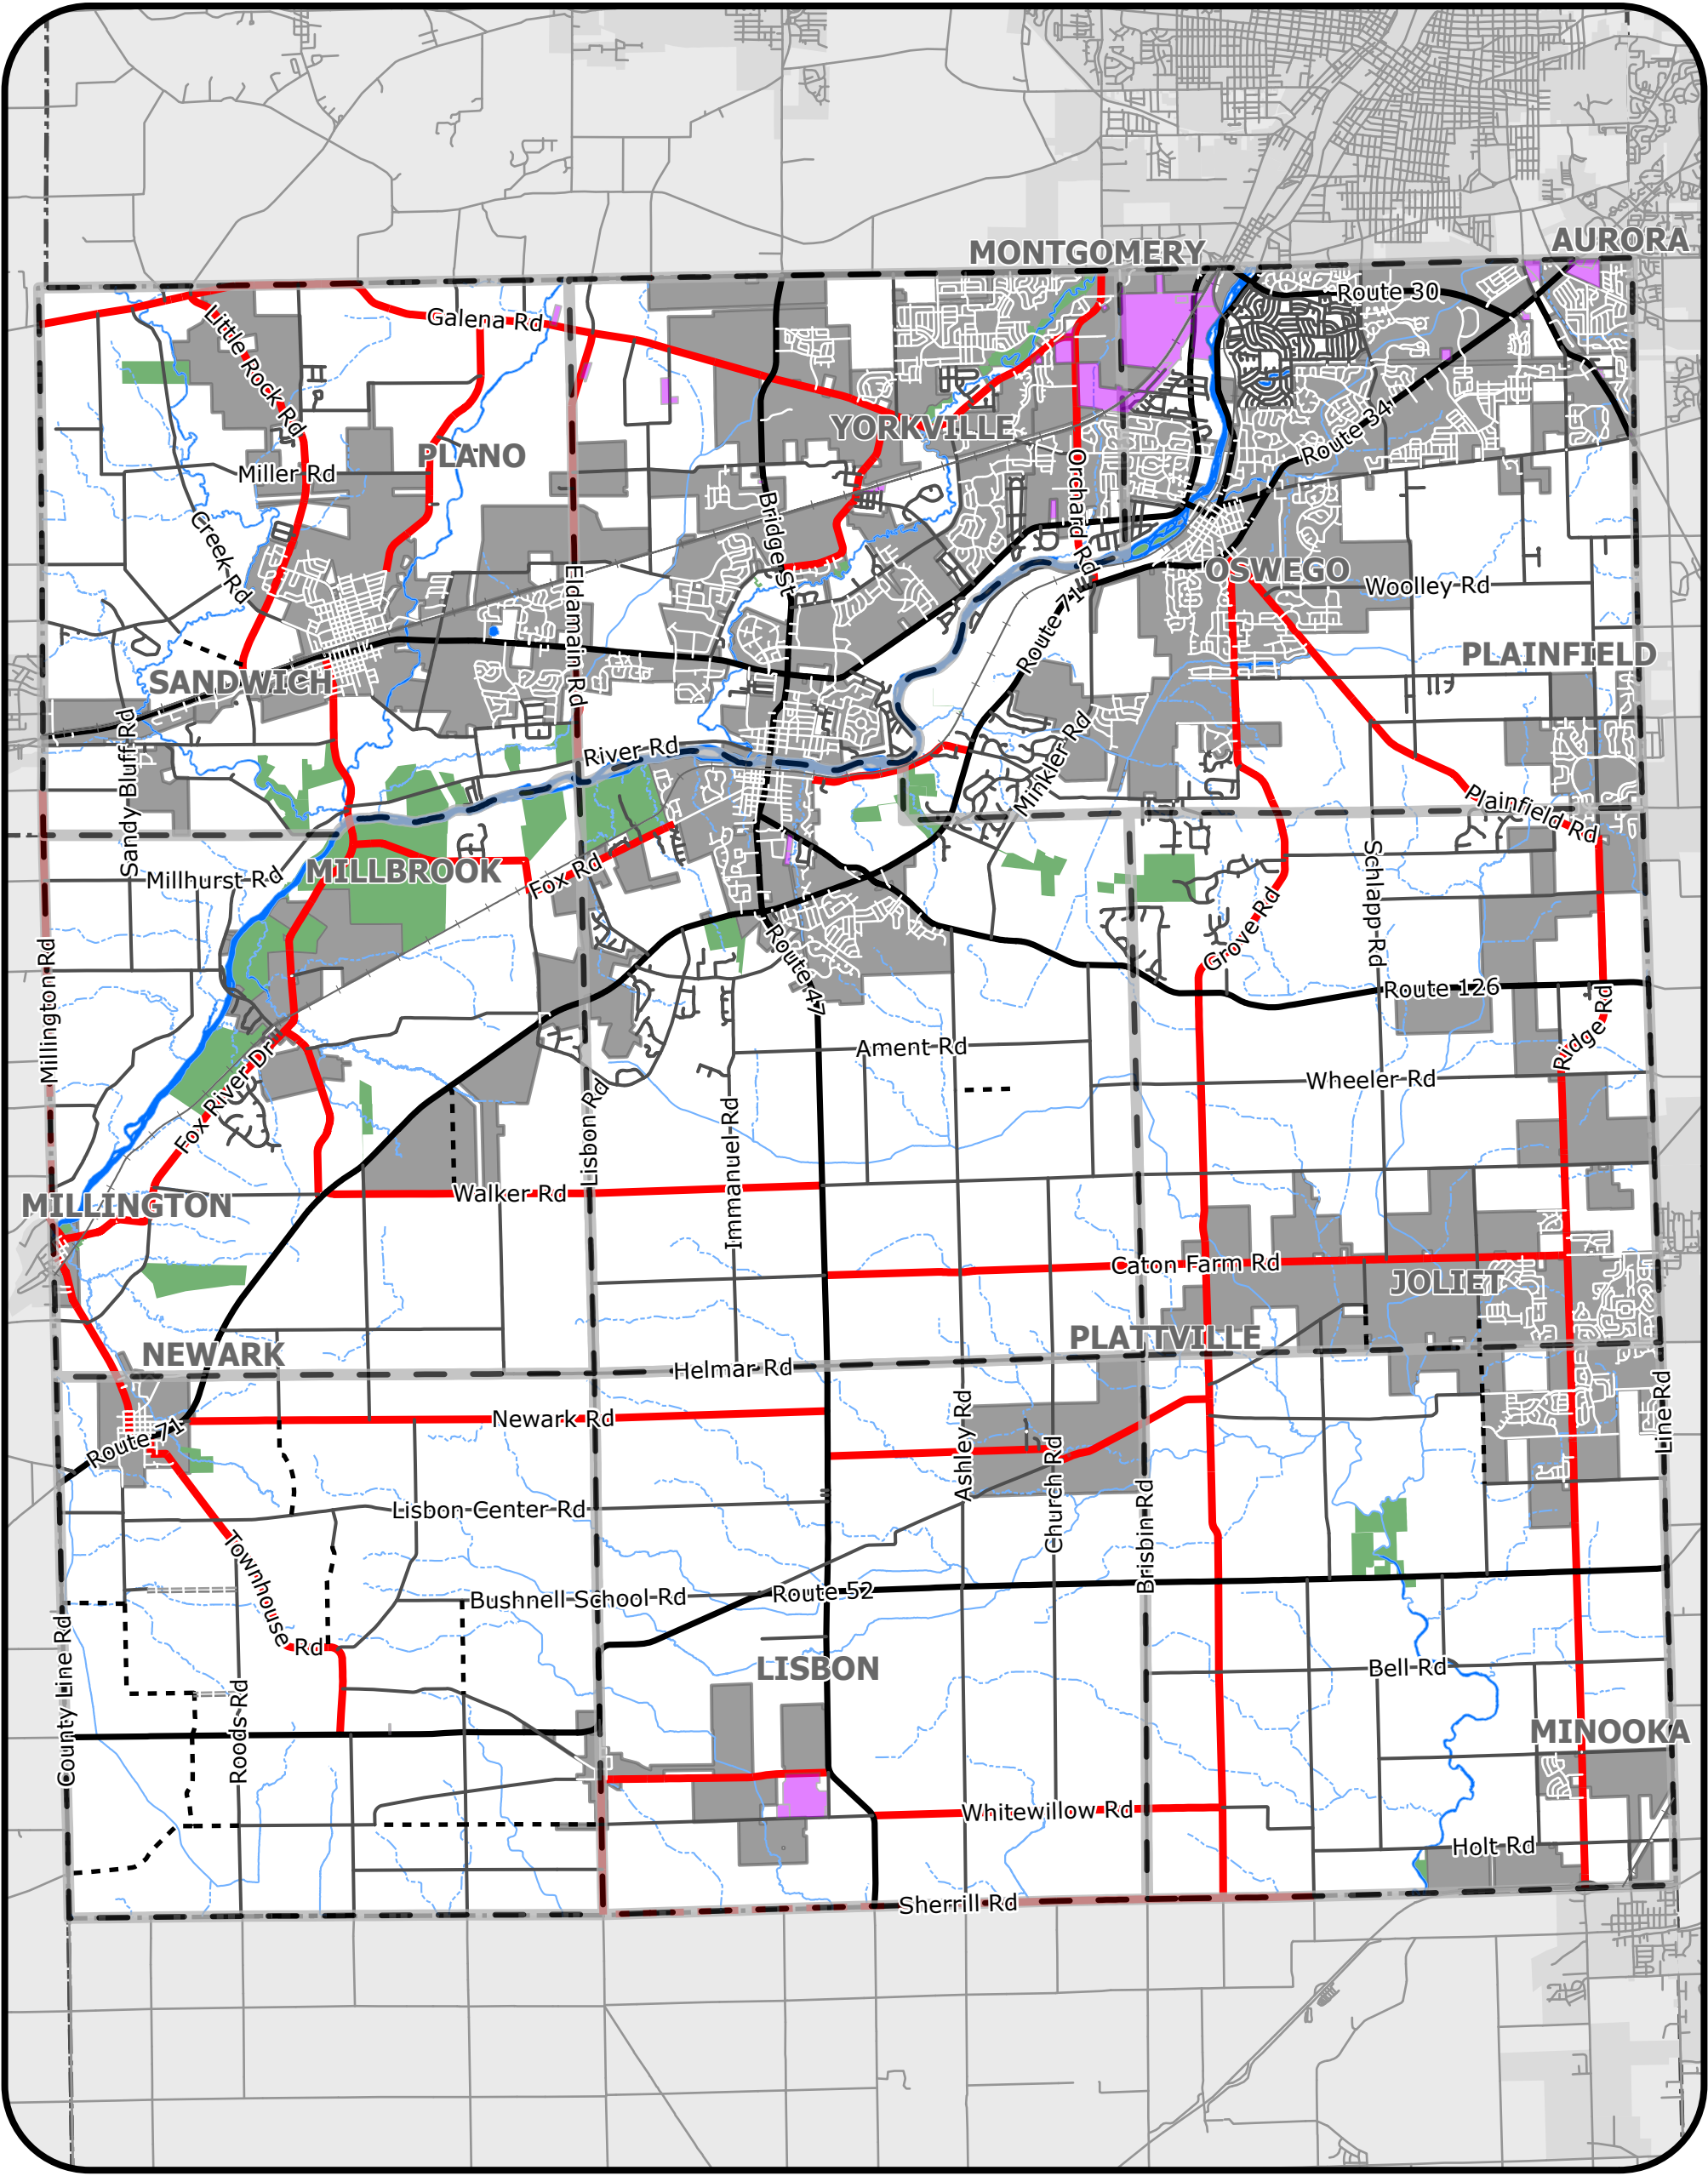 AURORA
MONTGOMERY
Route 30
Galena Rd
Little Rock Rd
YORKVILLE
Route 34
PLANO
Miller Rd
Orchard Rd
Bridge St
Creek Rd
OSWEGO
Woolley Rd
Edamain Rd
Route 71
PLAINFIELD
SANDWICH
Sandy Bluff Rd
River Rd
Minkler Rd
Plainfield Rd
MILLBROOK
Millhurst Rd
Fox Rd
Schlapp Rd
Grove Rd
Millington Rd
Route 47
Route 126
Ridge Rd
Ament Rd
Wheeler Rd
Fox River Dr
Lisbon Rd
Immanuel Rd
Walker Rd
MILLINGTON
Caton Farm Rd
JOLIET
PLATTVILLE
NEWARK
Helmar Rd
Newark Rd
Ashley Rd
Line Rd
Route 71
Church Rd
Lisbon Center Rd
Brisbin Rd
Townhouse Rd
Bushnell School Rd
Route 52
County Line Rd
LISBON
Bell Rd
Roods Rd
MINOOKA
Whitewillow Rd
Holt Rd
Sherrill Rd